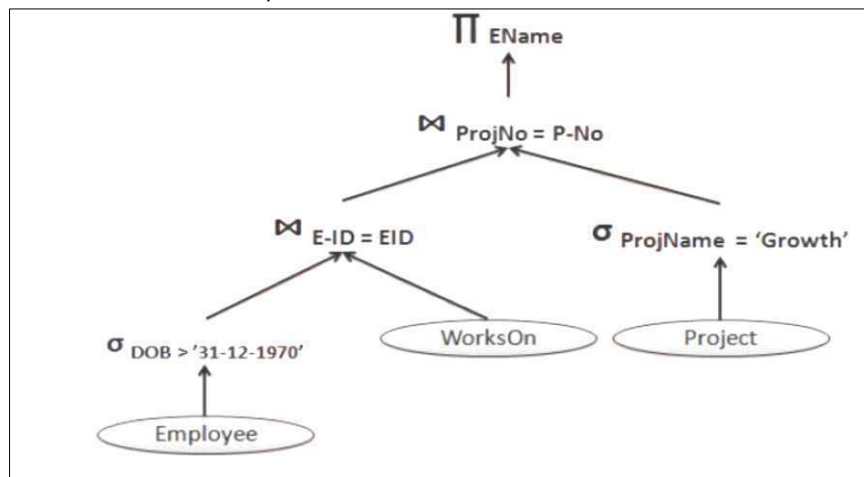 ∏ EName
⋈ ProjNo = P-No
⋈ E-ID = EID
σ ProjName = ‘Growth’
σ DOB > ’31-12-1970’
WorksOn
Project
Employee